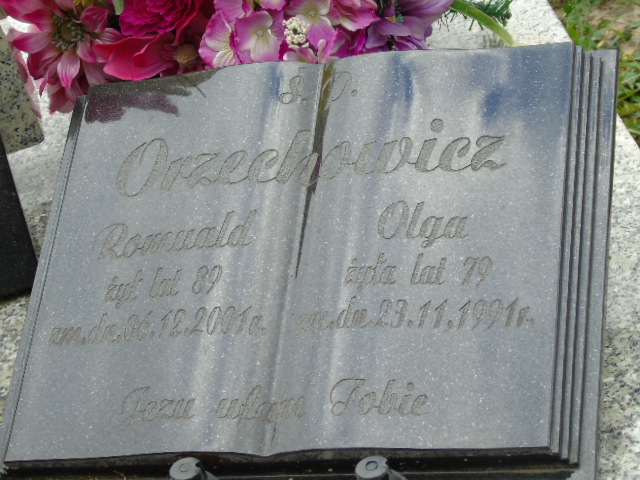 Ś. P.
Orzechowicz
Romuald
żył lat 89
zm.dn.06.12.2001r.
Olga
żyła lat 79
zm.dn.23.11.1991r.
Jezu ufam Tobie